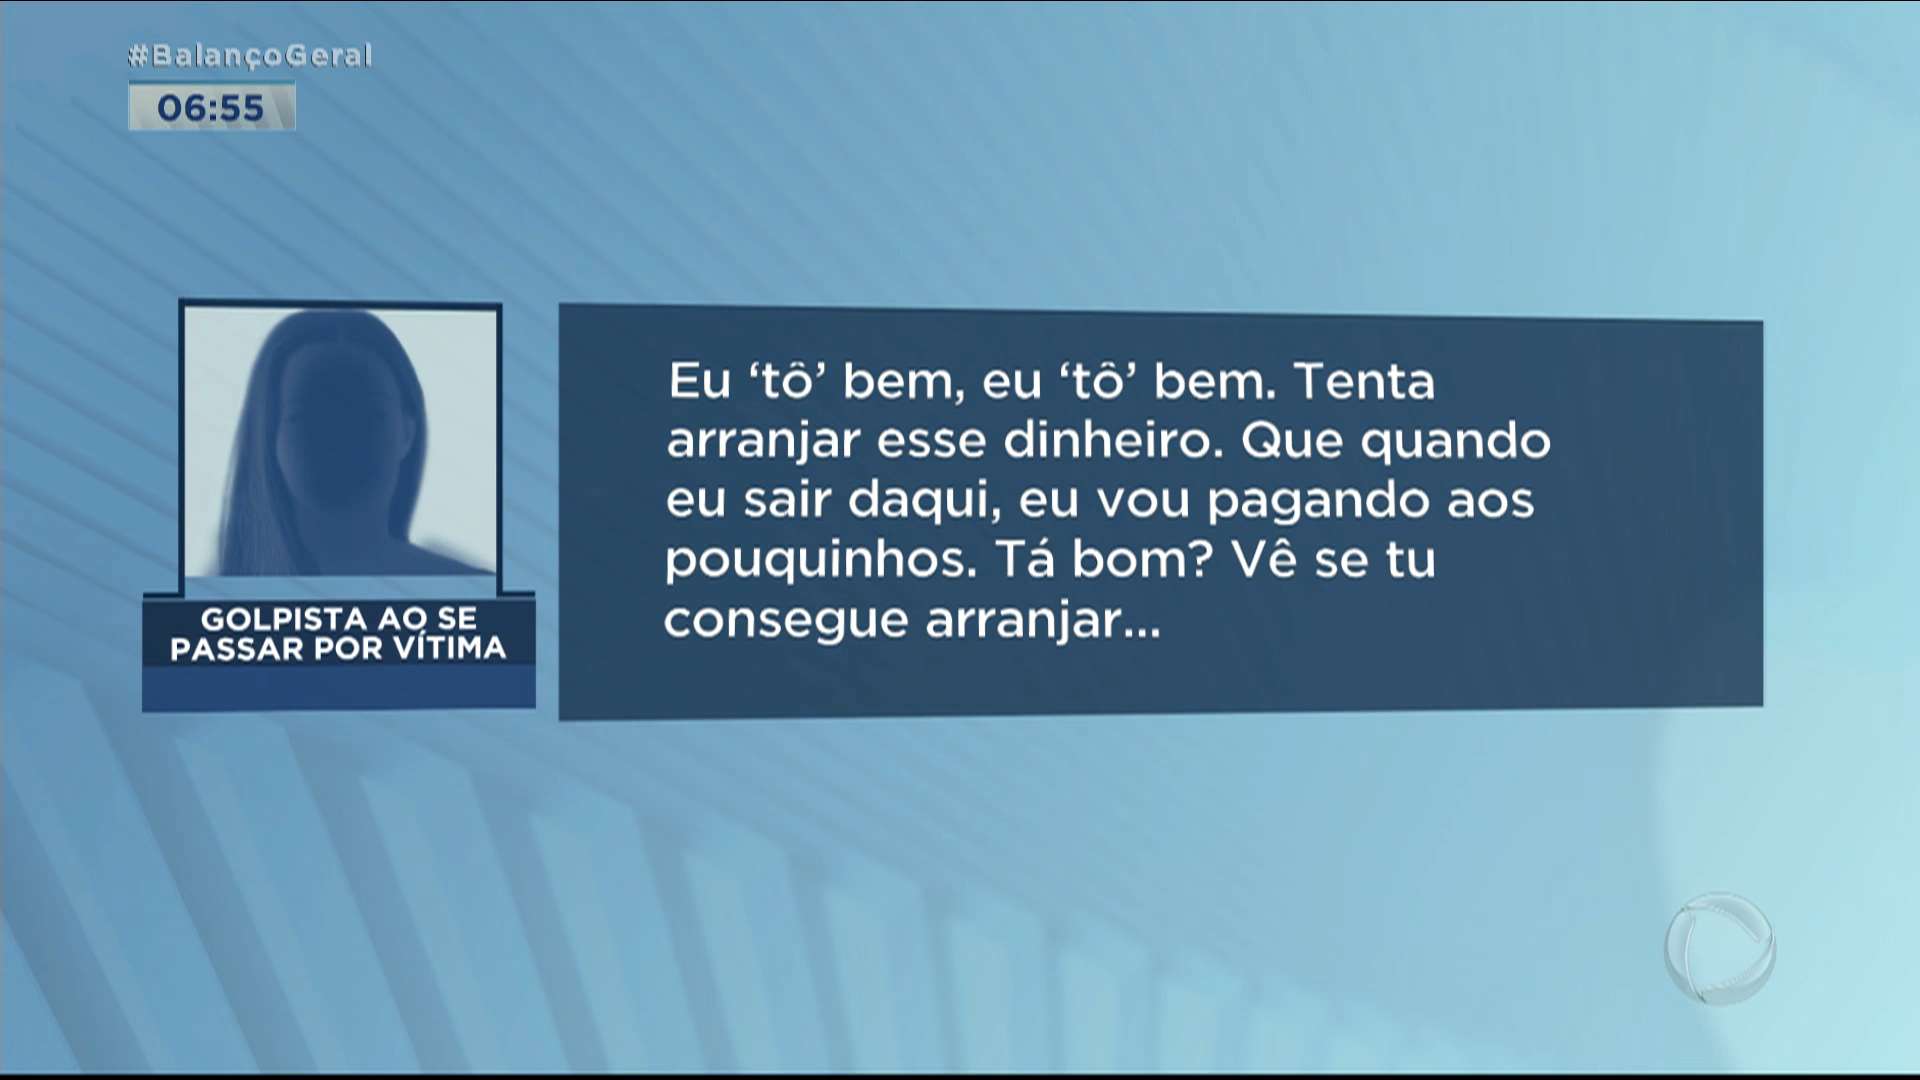 #BalançoGeral
06:55
Eu ‘tô’ bem, eu ‘tô’ bem. Tenta
arranjar esse dinheiro. Que quando
eu sair daqui, eu vou pagando aos
pouquinhos. Tá bom? Vê se tu
consegue arranjar...
GOLPISTA AO SE
PASSAR POR VÍTIMA